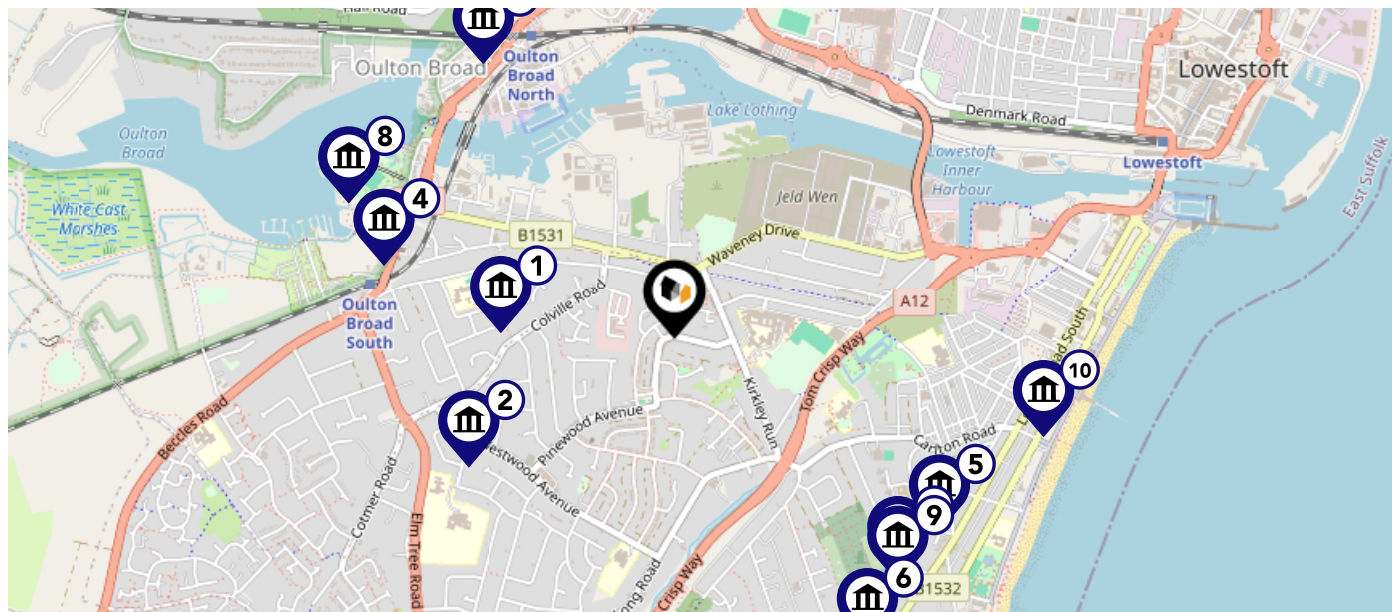 Hall Road
Oulton Broad
Oulton
Broad
North
Lowestoft
Lake Lothing
Denmark Road
Oulton
Broad
8
Lowestoft
Inner
Harbour
Lowestoft
East Suffolk
4
White Cast
Marshes
Jeld Wen
B1531
Waveney Drive
1
Colville Road
A12
Oulton
Broad
South
Tom Crisp Way
10
Kirkley Run
2
Beccles Road
Pinewood Avenue
Carlton Road
Cotmer Road
Elm Tree Road
5
9
6
Crisp Way